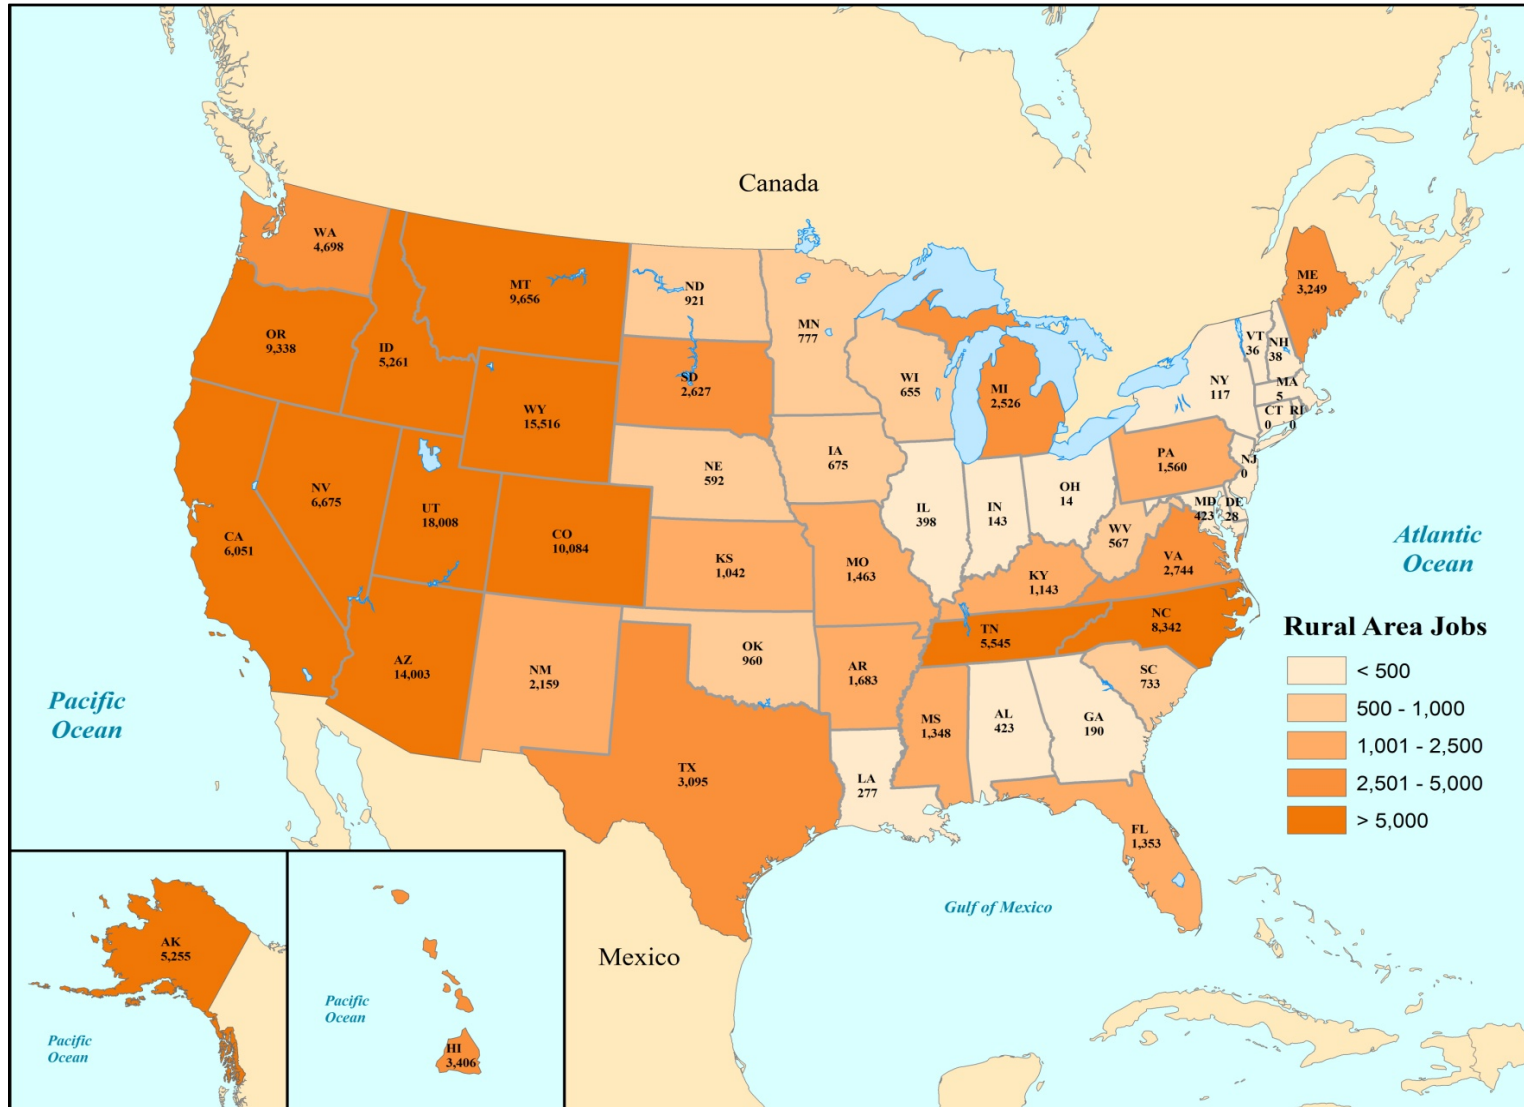 Canada
WA
4,698
MT
9,656
ND
921
MN
777
ME
3,249
OR
9,338
ID
5,261
WY
15,516
SD
2,627
WI
655
MI
2,526
VT
36
NH
38
NY
117
MA
5
CT
0
RI
0
NV
6,675
UT
18,008
CO
10,084
NE
592
IA
675
IL
398
IN
143
OH
14
PA
1,560
NJ
0
MD
423
DE
28
CA
6,051
KS
1,042
MO
1,463
KY
1,143
WV
567
VA
2,744
Atlantic
Ocean
AZ
14,003
NM
2,159
OK
960
AR
1,683
TN
5,545
NC
8,342
SC
733
Pacific
Ocean
TX
3,095
LA
277
MS
1,348
AL
423
GA
190
FL
1,353
Rural Area Jobs
< 500
500 - 1,000
1,001 - 2,500
2,501 - 5,000
> 5,000
Gulf of Mexico
Mexico
AK
5,255
Pacific
Ocean
Pacific
Ocean
HI
3,406